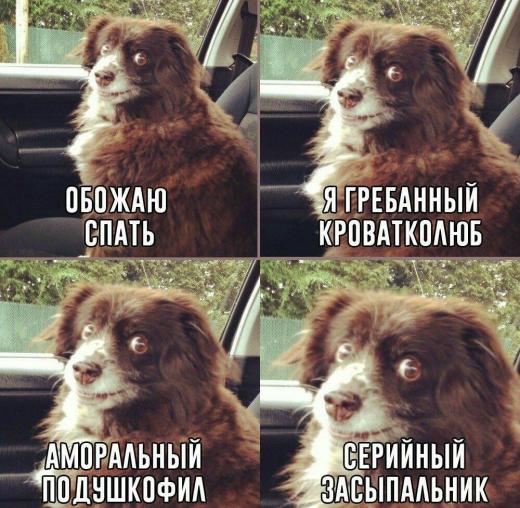 ОБОЖАЮ
СПАТЬ
Я ГРЕБАННЫЙ
КРОВАТКОЛЮБ
АМОРАЛЬНЫЙ
ПОДУШКОФИЛ
СЕРИЙНЫЙ
ЗАСЫПАЛЬНИК